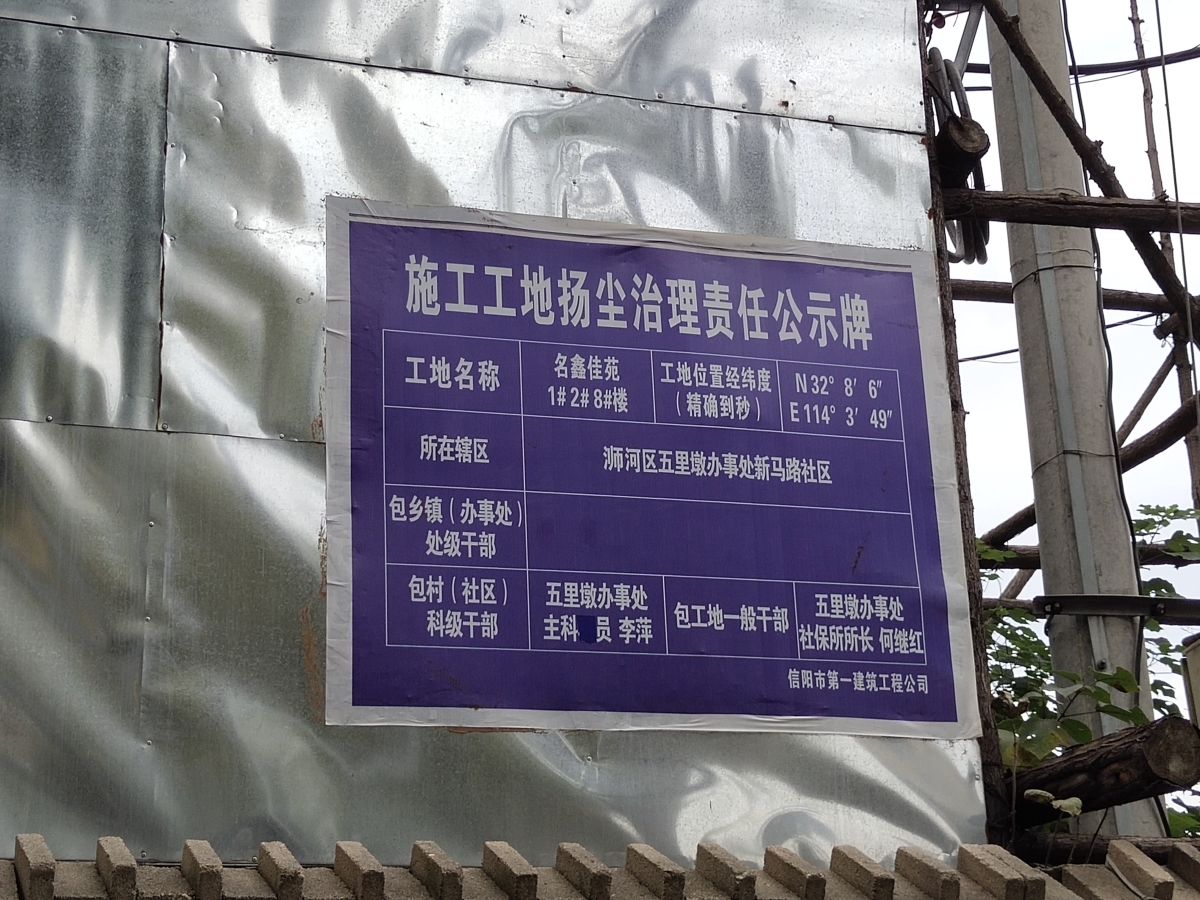 施工工地扬尘治理责任公示牌
工地名称
名鑫佳苑
1# 2# 8#楼
工地位置经纬度
（精确到秒）
N 32° 8′ 6″
E 114° 3′ 49″
所在辖区
浉河区五里墩办事处新马路社区
包乡镇（办事处）
处级干部
包村（社区）
科级干部
五里墩办事处
主科 员 李萍
包工地一般干部
五里墩办事处
社保所所长 何继红
信阳市第一建筑工程公司